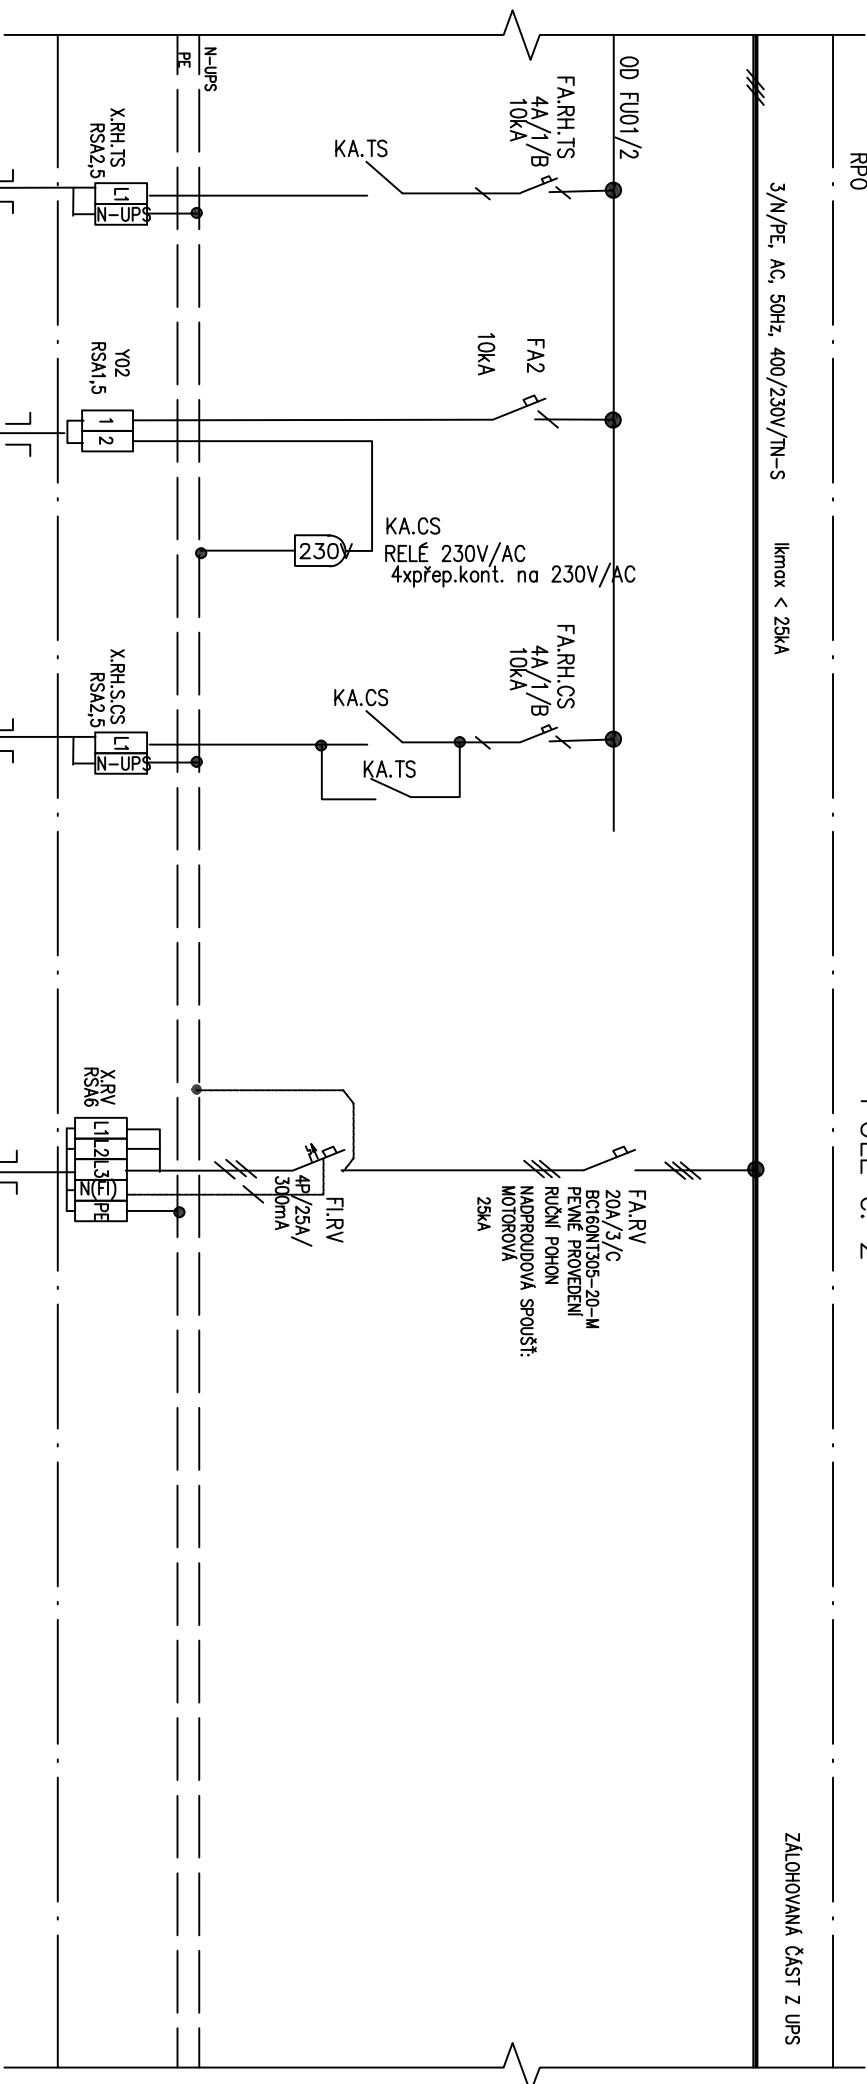 RP0
3/N/PE, AC, 50Hz, 400/230V/TN-S
Ikmax < 25kA
ZÁLOHOVANÁ ČÁST Z UPS
OD FU01/2
FA.RH.TS
4A/1/B
10kA
KA.TS
N-UPS
PE
X.RH.TS
RSA2,5
L1
N-UPS
FA2
10kA
Y02
RSA1,5
1
2
230V
KA.CS
RELÉ 230V/AC
4xpřep.kont. na 230V/AC
FA.RH.CS
4A/1/B
10kA
KA.CS
KA.TS
X.RH.S.CS
RSA2,5
L1
N-UPS
FA.RV
20A/3/C
BC160NT305-20-M
PEVNÉ PROVEDENÍ
RUČNÍ POHON
NADPROUDOVÁ SPOUŠŤ:
MOTOROVÁ
25kA
FI.RV
4P/25A/
300mA
X.RV
RSA6
L1
L2
L3
N(FI)
PE